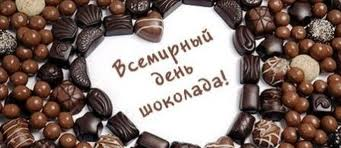 Всемирный
день
шоколада!